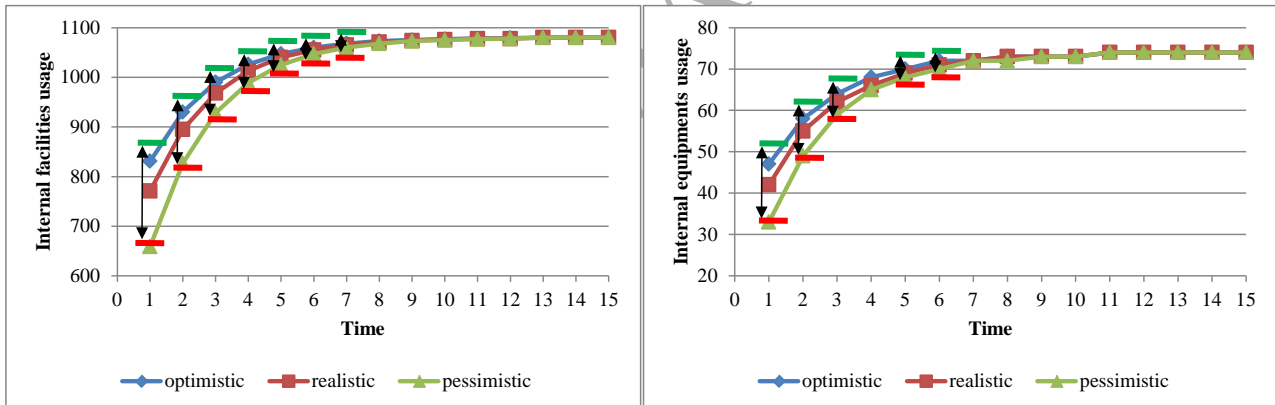 Internal facilities usage
1100
1000
900
800
700
600
0 1 2 3 4 5 6 7 8 9 10 11 12 13 14 15
Time
optimistic realistic pessimistic
Internal equipments usage
80
70
60
50
40
30
20
0 1 2 3 4 5 6 7 8 9 10 11 12 13 14 15
Time
optimistic realistic pessimistic